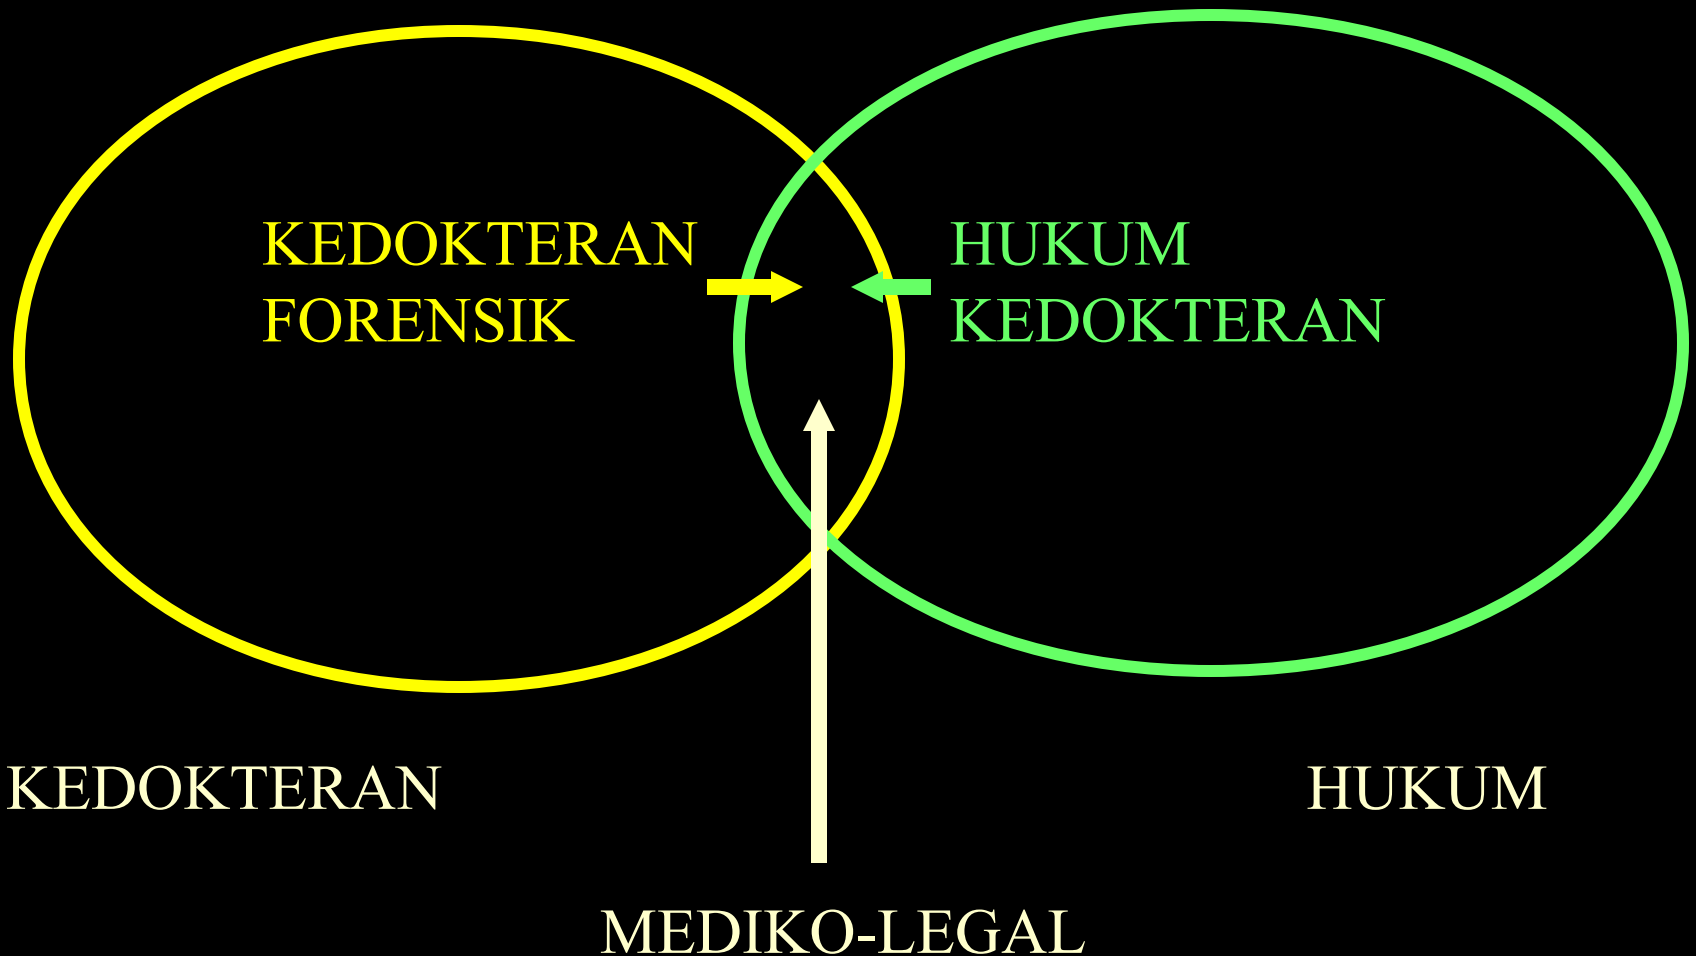 KEDOKTERAN
FORENSIK
HUKUM
KEDOKTERAN
KEDOKTERAN
HUKUM
MEDIKO-LEGAL